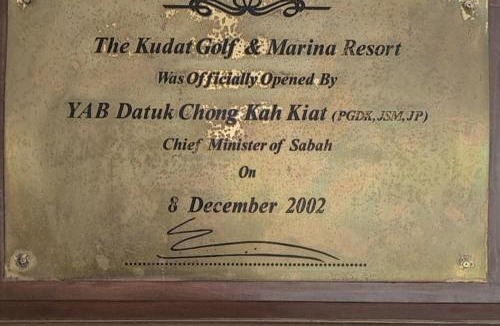 The Kudat Golf & Marina Resort
Was Officially Opened By
YAB Datuk Chong Kah Kiat (PGDK, JSM, JP)
Chief Minister of Sabah
On
8 December 2002